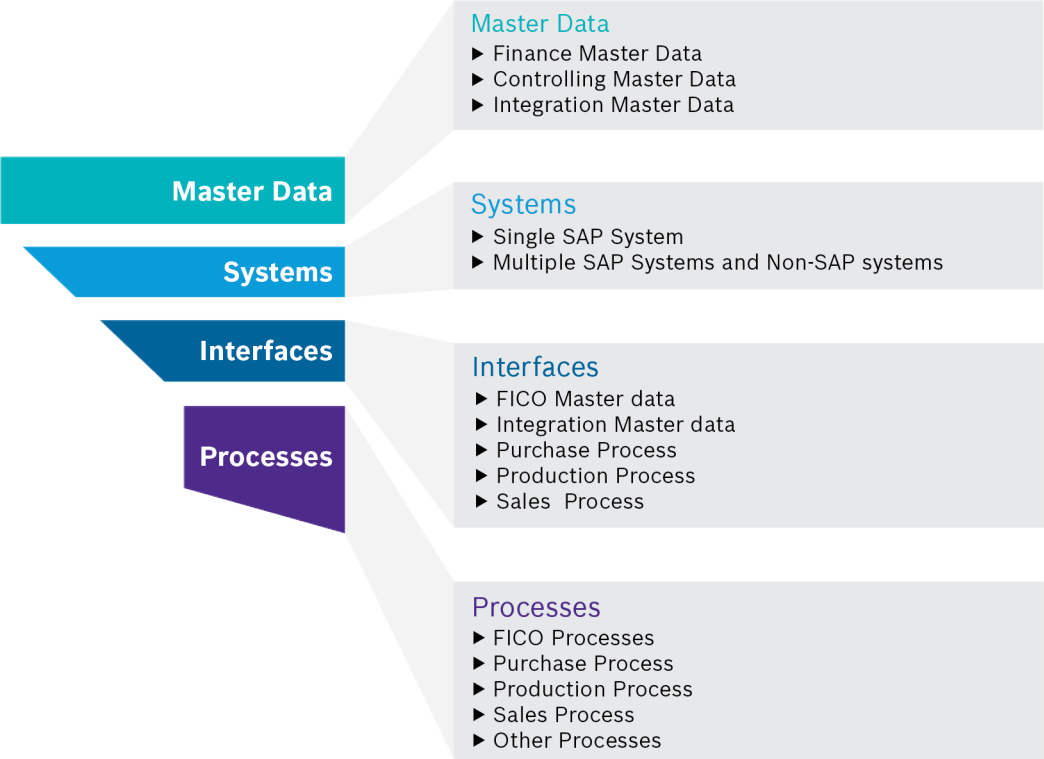 Master Data
▶ Finance Master Data
▶ Controlling Master Data
▶ Integration Master Data
Master Data
Systems
▶ Single SAP System
▶ Multiple SAP Systems and Non-SAP systems
Systems
Interfaces
Interfaces
▶ FICO Master data
▶ Integration Master data
▶ Purchase Process
▶ Production Process
▶ Sales  Process
Processes
Processes
▶ FICO Processes
▶ Purchase Process
▶ Production Process
▶ Sales Process
▶ Other Processes